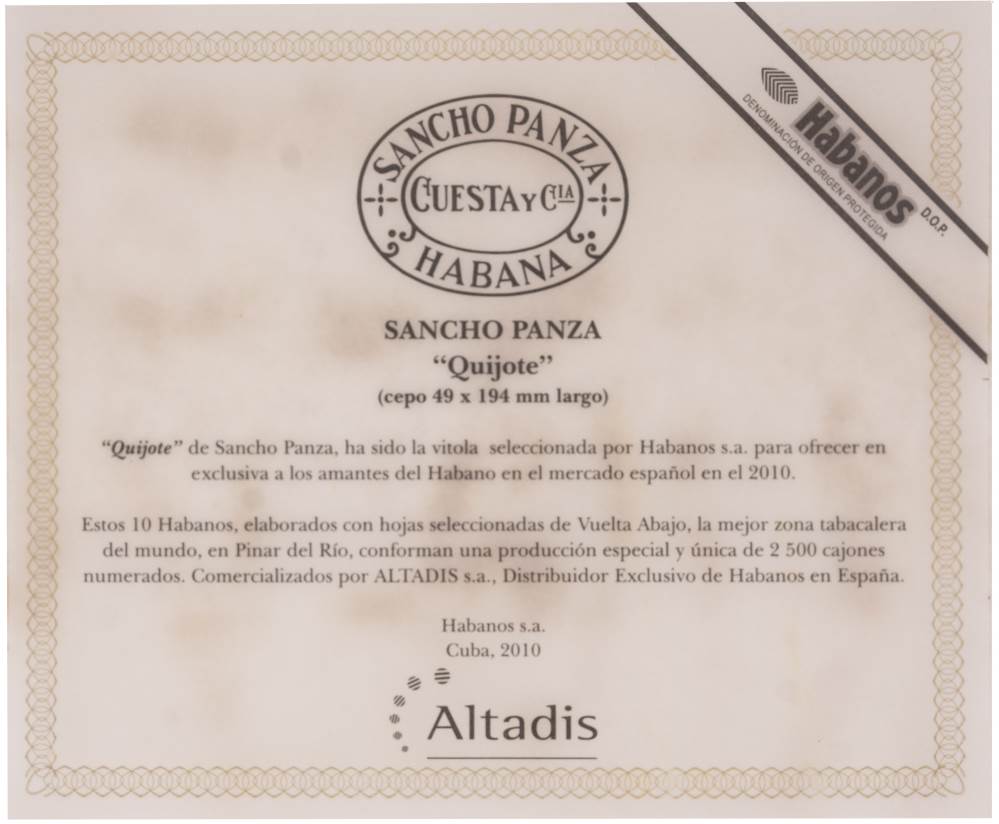 SANCHO PANZA
CUESTA Y CIA
HABANA
Habanos
D.O.P.
DENOMINACIÓN DE ORIGEN PROTEGIDA
SANCHO PANZA
“Quijote”
(cepo 49 x 194 mm largo)
“Quijote” de Sancho Panza, ha sido la vitola seleccionada por Habanos s.a. para ofrecer en
exclusiva a los amantes del Habano en el mercado español en el 2010.
Estos 10 Habanos, elaborados con hojas seleccionadas de Vuelta Abajo, la mejor zona tabacalera
del mundo, en Pinar del Río, conforman una producción especial y única de 2 500 cajones
numerados. Comercializados por ALTADIS s.a., Distribuidor Exclusivo de Habanos en España.
Habanos s.a.
Cuba, 2010
Altadis